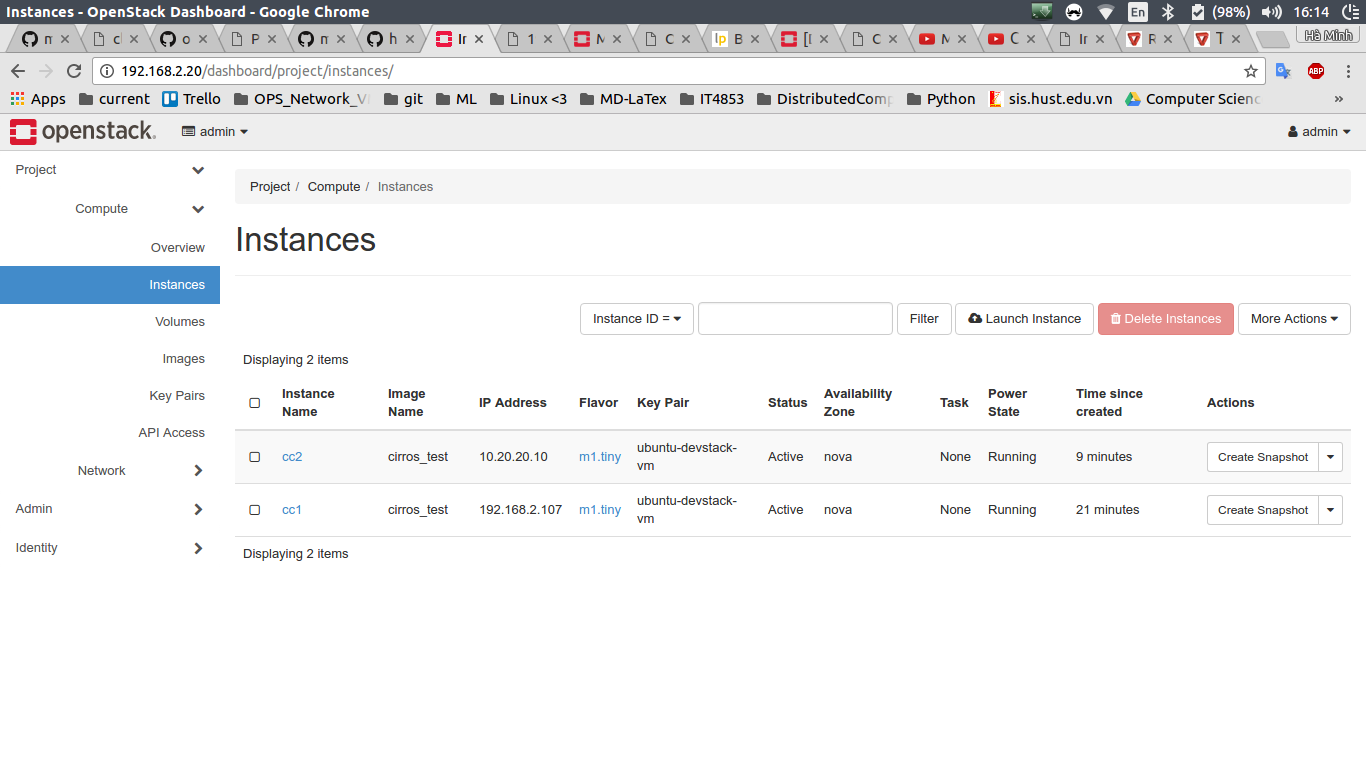 Instances - OpenStack Dashboard - Google Chrome
En (98%) 16:14
Hà Minh
192.168.2.20/dashboard/project/instances/
ABP
Apps current Trello OPS_Network_V git ML Linux <3 MD-LaTex IT4853 DistributedComp Python sis.hust.edu.vn Computer Scienc »
openstack. admin admin
Project
Compute
Overview
Instances
Volumes
Images
Key Pairs
API Access
Network
Admin
Identity
Project / Compute / Instances
Instances
Instance ID = Filter Launch Instance Delete Instances More Actions
Displaying 2 items
Instance Name Image Name IP Address Flavor Key Pair Status Availability Zone Task Power State Time since created Actions
cc2 cirros_test 10.20.20.10 m1.tiny ubuntu-devstack-vm Active nova None Running 9 minutes Create Snapshot
cc1 cirros_test 192.168.2.107 m1.tiny ubuntu-devstack-vm Active nova None Running 21 minutes Create Snapshot
Displaying 2 items